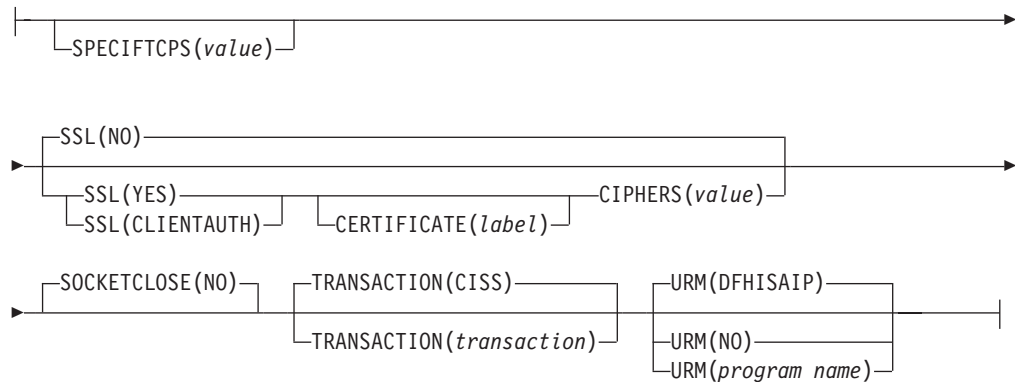 SPECIFTCPS(value)
SSL(NO)
SSL(YES)
SSL(CLIENTAUTH)
CERTIFICATE(label)
CIPHERS(value)
SOCKETCLOSE(NO)
TRANSACTION(CISS)
TRANSACTION(transaction)
URM(DFHISAIP)
URM(NO)
URM(program name)